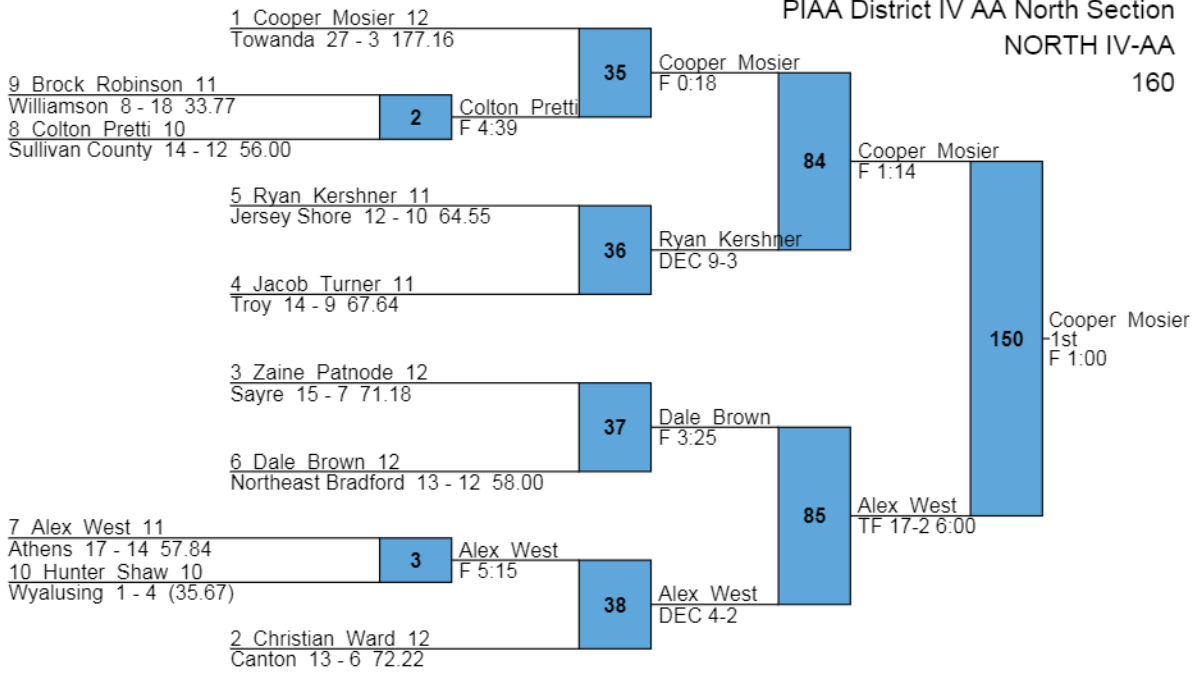 PIAA District IV AA North Section
NORTH IV-AA
160
1 Cooper Mosier 12
Towanda 27 - 3 177.16
35
Cooper Mosier
F 0:18
9 Brock Robinson 11
Williamson 8 - 18 33.77
2
Colton Pretti
F 4:39
8 Colton Pretti 10
Sullivan County 14 - 12 56.00
84
Cooper Mosier
F 1:14
5 Ryan Kershner 11
Jersey Shore 12 - 10 64.55
36
Ryan Kershner
DEC 9-3
4 Jacob Turner 11
Troy 14 - 9 67.64
150
Cooper Mosier
1st
F 1:00
3 Zaine Patnode 12
Sayre 15 - 7 71.18
37
Dale Brown
F 3:25
6 Dale Brown 12
Northeast Bradford 13 - 12 58.00
85
Alex West
TF 17-2 6:00
7 Alex West 11
Athens 17 - 14 57.84
3
Alex West
F 5:15
10 Hunter Shaw 10
Wyalusing 1 - 4 (35.67)
38
Alex West
DEC 4-2
2 Christian Ward 12
Canton 13 - 6 72.22